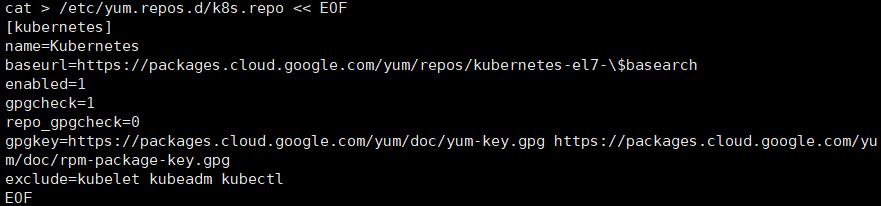 cat > /etc/yum.repos.d/k8s.repo << EOF
[kubernetes]
name=Kubernetes
baseurl=https://packages.cloud.google.com/yum/repos/kubernetes-el7-\$basearch
enabled=1
gpgcheck=1
repo_gpgcheck=0
gpgkey=https://packages.cloud.google.com/yum/doc/yum-key.gpg https://packages.cloud.google.com/yu
m/doc/rpm-package-key.gpg
exclude=kubelet kubeadm kubectl
EOF